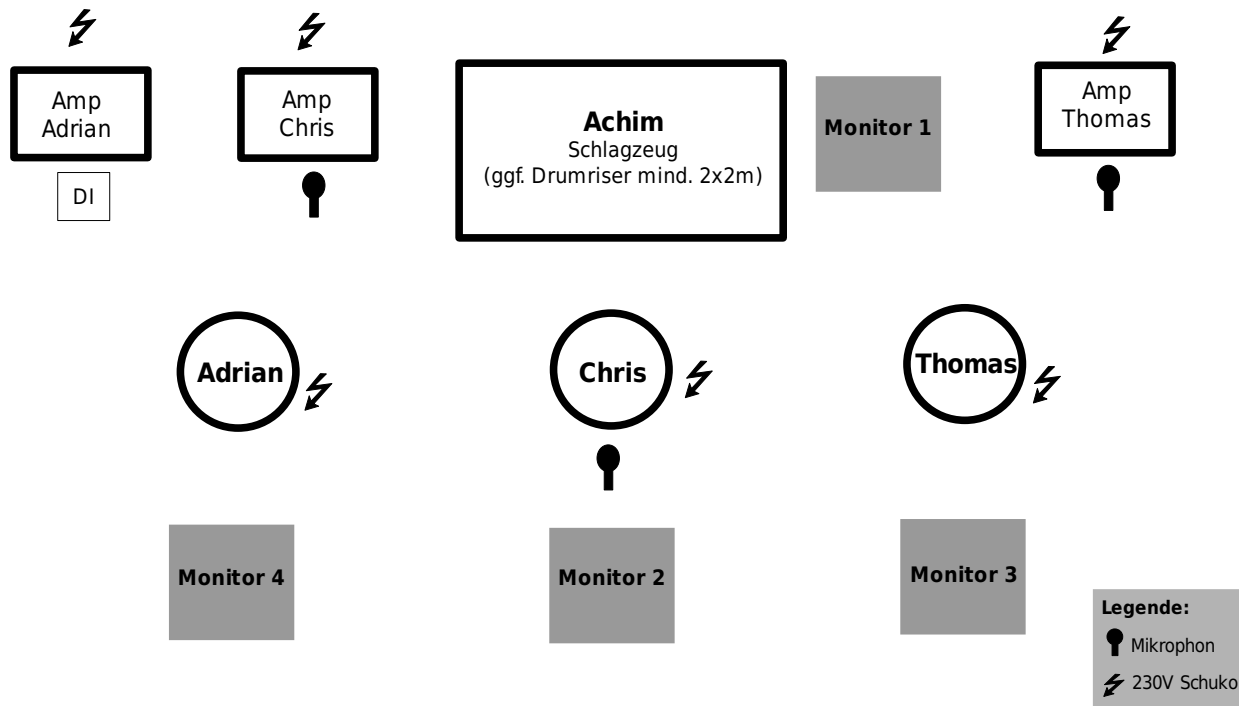 Amp
Adrian
DI
Amp
Chris
Achim
Schlagzeug
(ggf. Drumriser mind. 2x2m)
Monitor 1
Amp
Thomas
Adrian
Chris
Thomas
Monitor 4
Monitor 2
Monitor 3
Legende:
Mikrophon
230V Schuko